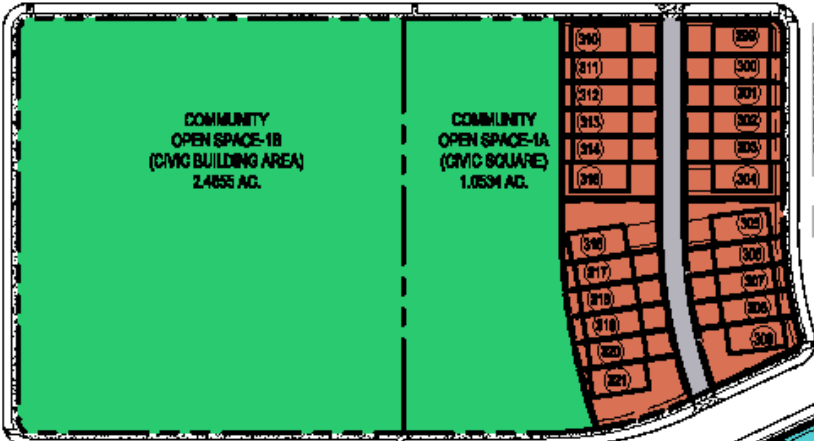 COMMUNITY
OPEN SPACE-1B
(CIVIC BUILDING AREA)
2.4855 AC.
COMMUNITY
OPEN SPACE-1A
(CIVIC SQUARE)
1.0534 AC.
310
311
312
313
314
316
316
317
318
319
320
321
299
300
301
302
303
304
305
306
307
308
309